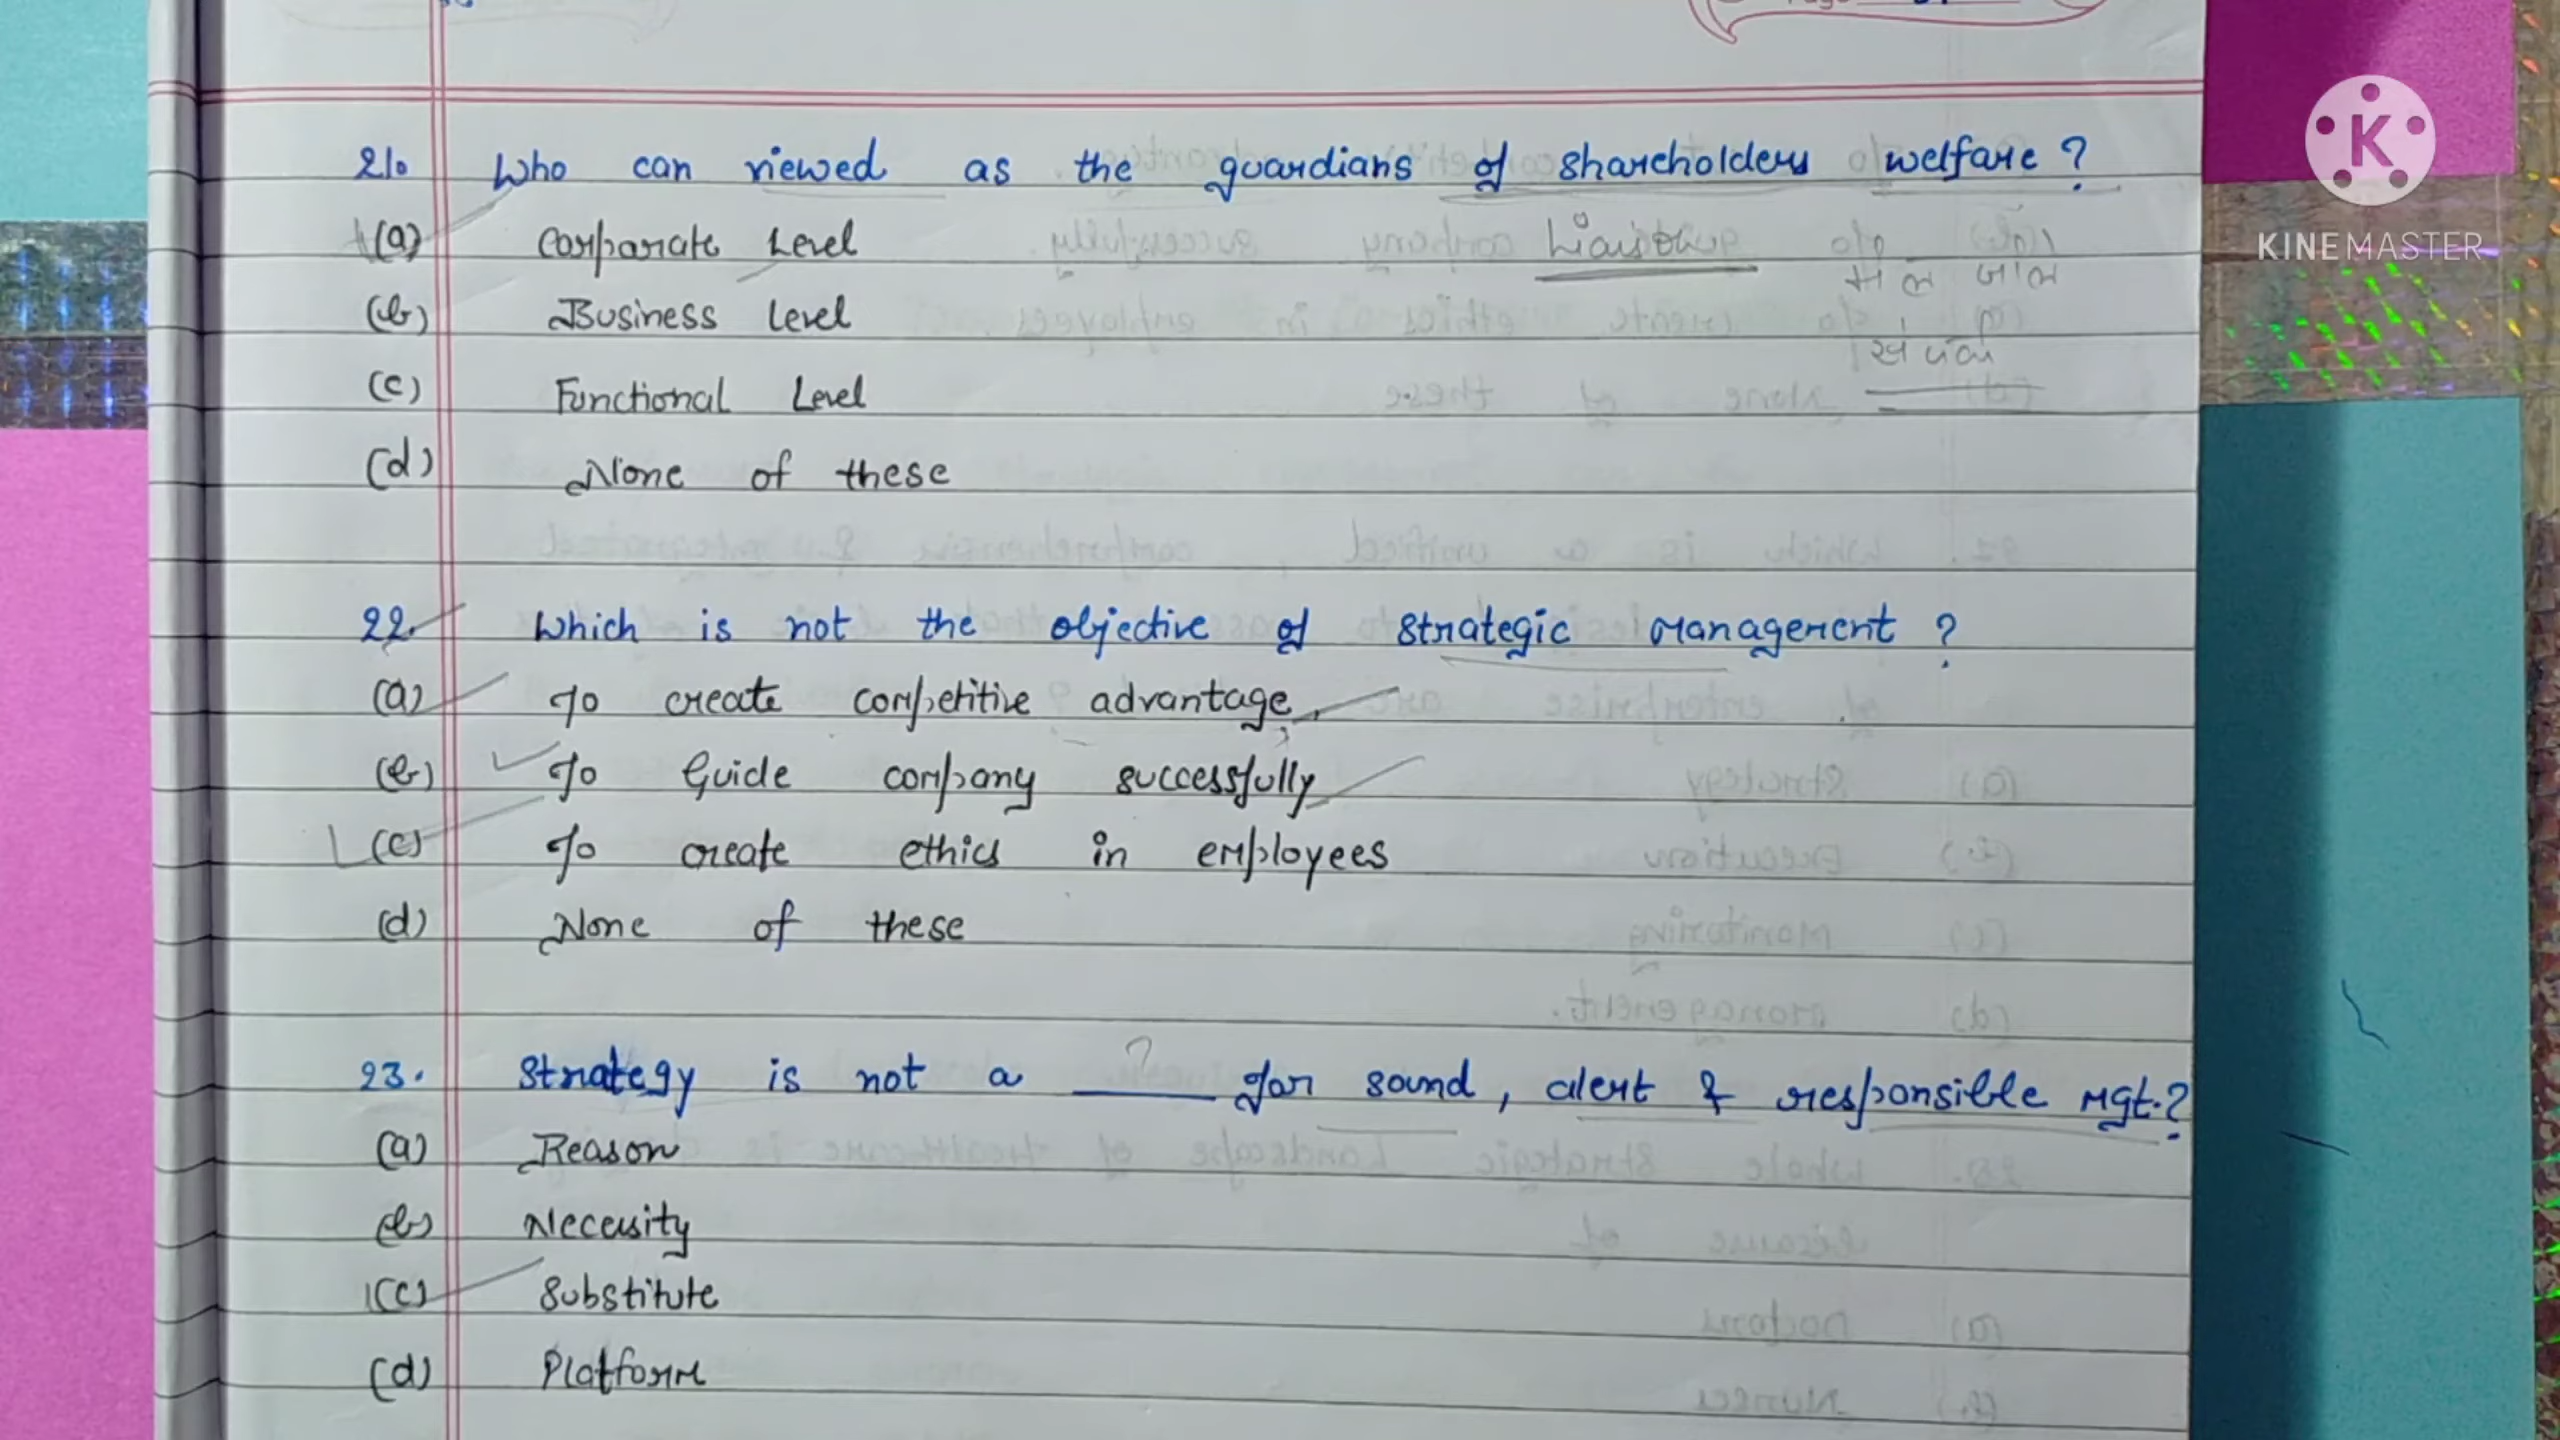 21. Who can viewed as the guardians of shareholders welfare ?
(a) Corporate Level
(b) Business Level
(c) Functional Level
(d) None of these
22. Which is not the objective of strategic management ?
(a) To create competitive advantage,
(b) To Guide company successfully
(c) To create ethics in employees
(d) None of these
23. Strategy is not a ____ for sound, alert & responsible Mgt.?
(a) Reason
(b) Necessity
(c) Substitute
(d) Platform
KINEMASTER